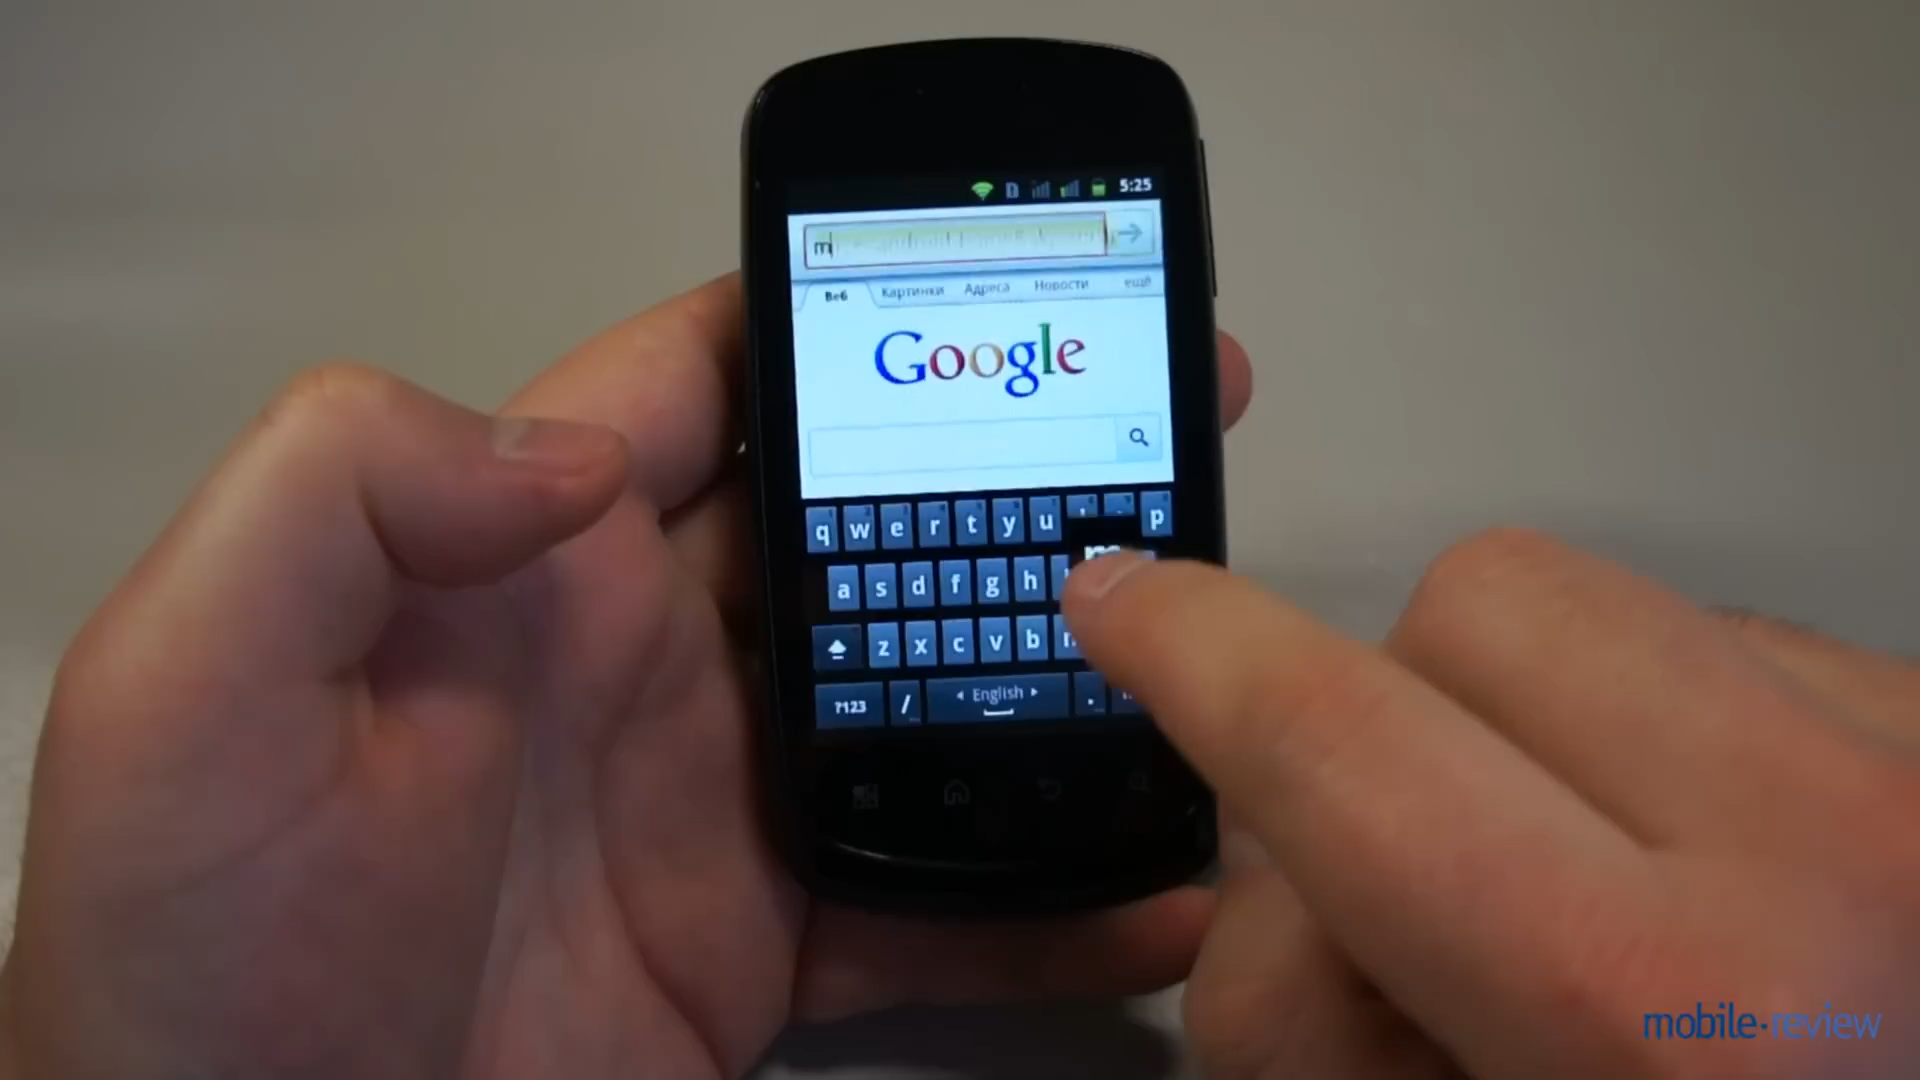 5:25
m
Веб Картинки Адреса Новости ещё
Google
q w e r t y u p
a s d f g h
z x c v b
?123 / English .
mobile-review